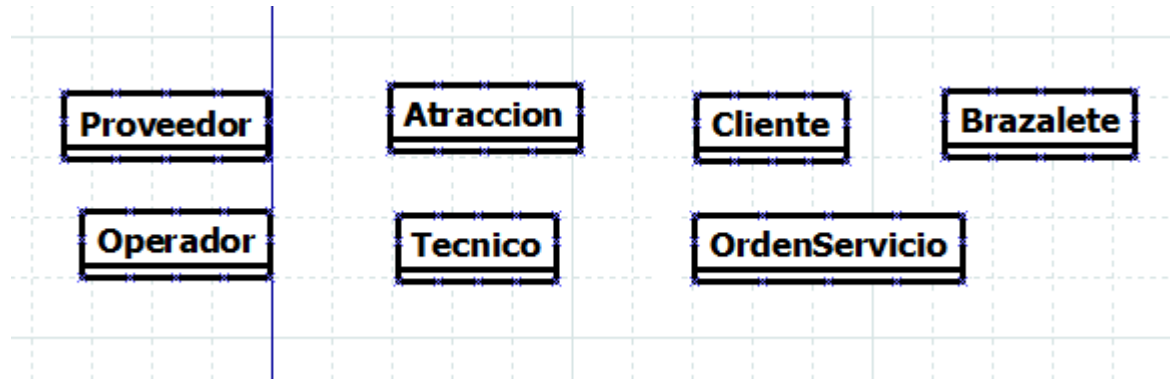 Proveedor
Atraccion
Cliente
Brazalete
Operador
Tecnico
OrdenServicio